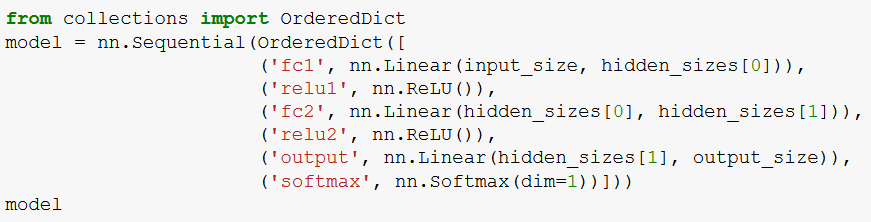 from collections import OrderedDict
model = nn.Sequential(OrderedDict([
                      ('fc1', nn.Linear(input_size, hidden_sizes[0])),
                      ('relu1', nn.ReLU()),
                      ('fc2', nn.Linear(hidden_sizes[0], hidden_sizes[1])),
                      ('relu2', nn.ReLU()),
                      ('output', nn.Linear(hidden_sizes[1], output_size)),
                      ('softmax', nn.Softmax(dim=1))]))
model